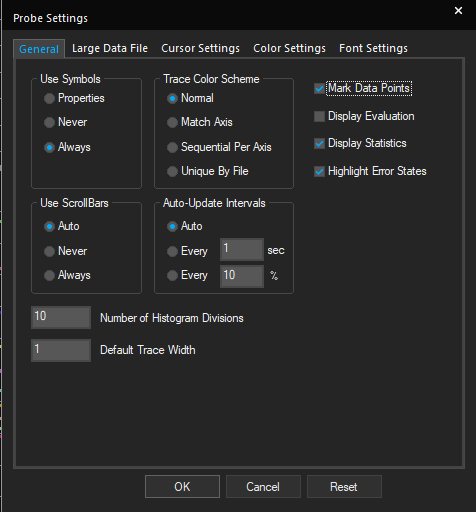 Probe Settings
General Large Data File Cursor Settings Color Settings Font Settings
Use Symbols
Properties
Never
Always
Trace Color Scheme
Normal
Match Axis
Sequential Per Axis
Unique By File
Mark Data Points
Display Evaluation
Display Statistics
Highlight Error States
Use ScrollBars
Auto
Never
Always
Auto-Update Intervals
Auto
Every 1 sec
Every 10 %
10 Number of Histogram Divisions
1 Default Trace Width
OK Cancel Reset